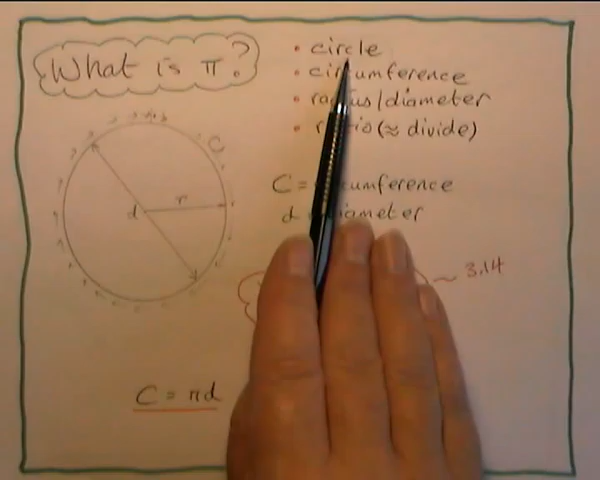 What is π?
• circle
• circumference
• radius/diameter
• ratio (≈ divide)
C
d
r
C = circumference
d diameter
~ 3.14
C = πd